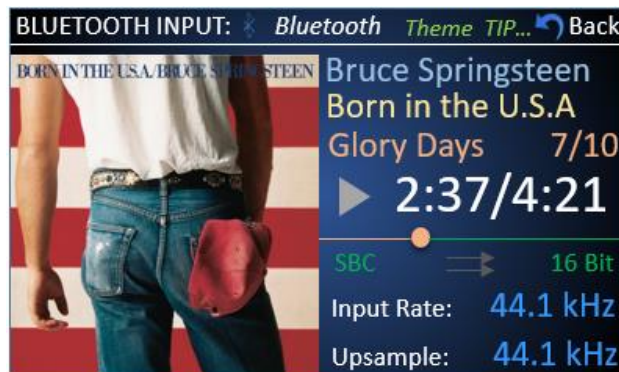 BLUETOOTH INPUT: Bluetooth Theme TIP... Back
BORN IN THE U.S.A./BRUCE SPRINGSTEEN
Bruce Springsteen
Born in the U.S.A
Glory Days 7/10
2:37/4:21
SBC 16 Bit
Input Rate: 44.1 kHz
Upsample: 44.1 kHz